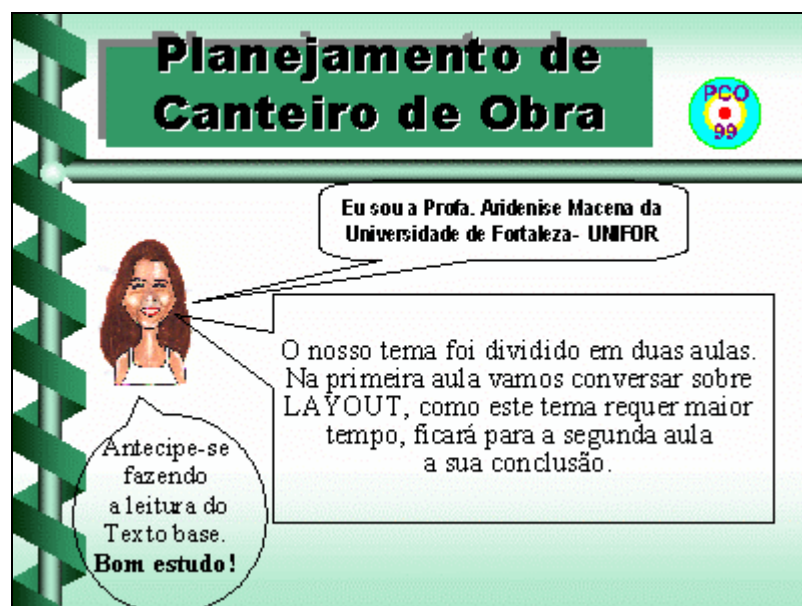 Planejamento de
Canteiro de Obra
PCO
99
Eu sou a Profa. Aridenise Macena da
Universidade de Fortaleza- UNIFOR
O nosso tema foi dividido em duas aulas.
Na primeira aula vamos conversar sobre
LAYOUT, como este tema requer maior
tempo, ficará para a segunda aula
a sua conclusão.
Antecipe-se
fazendo
a leitura do
Texto base.
Bom estudo!